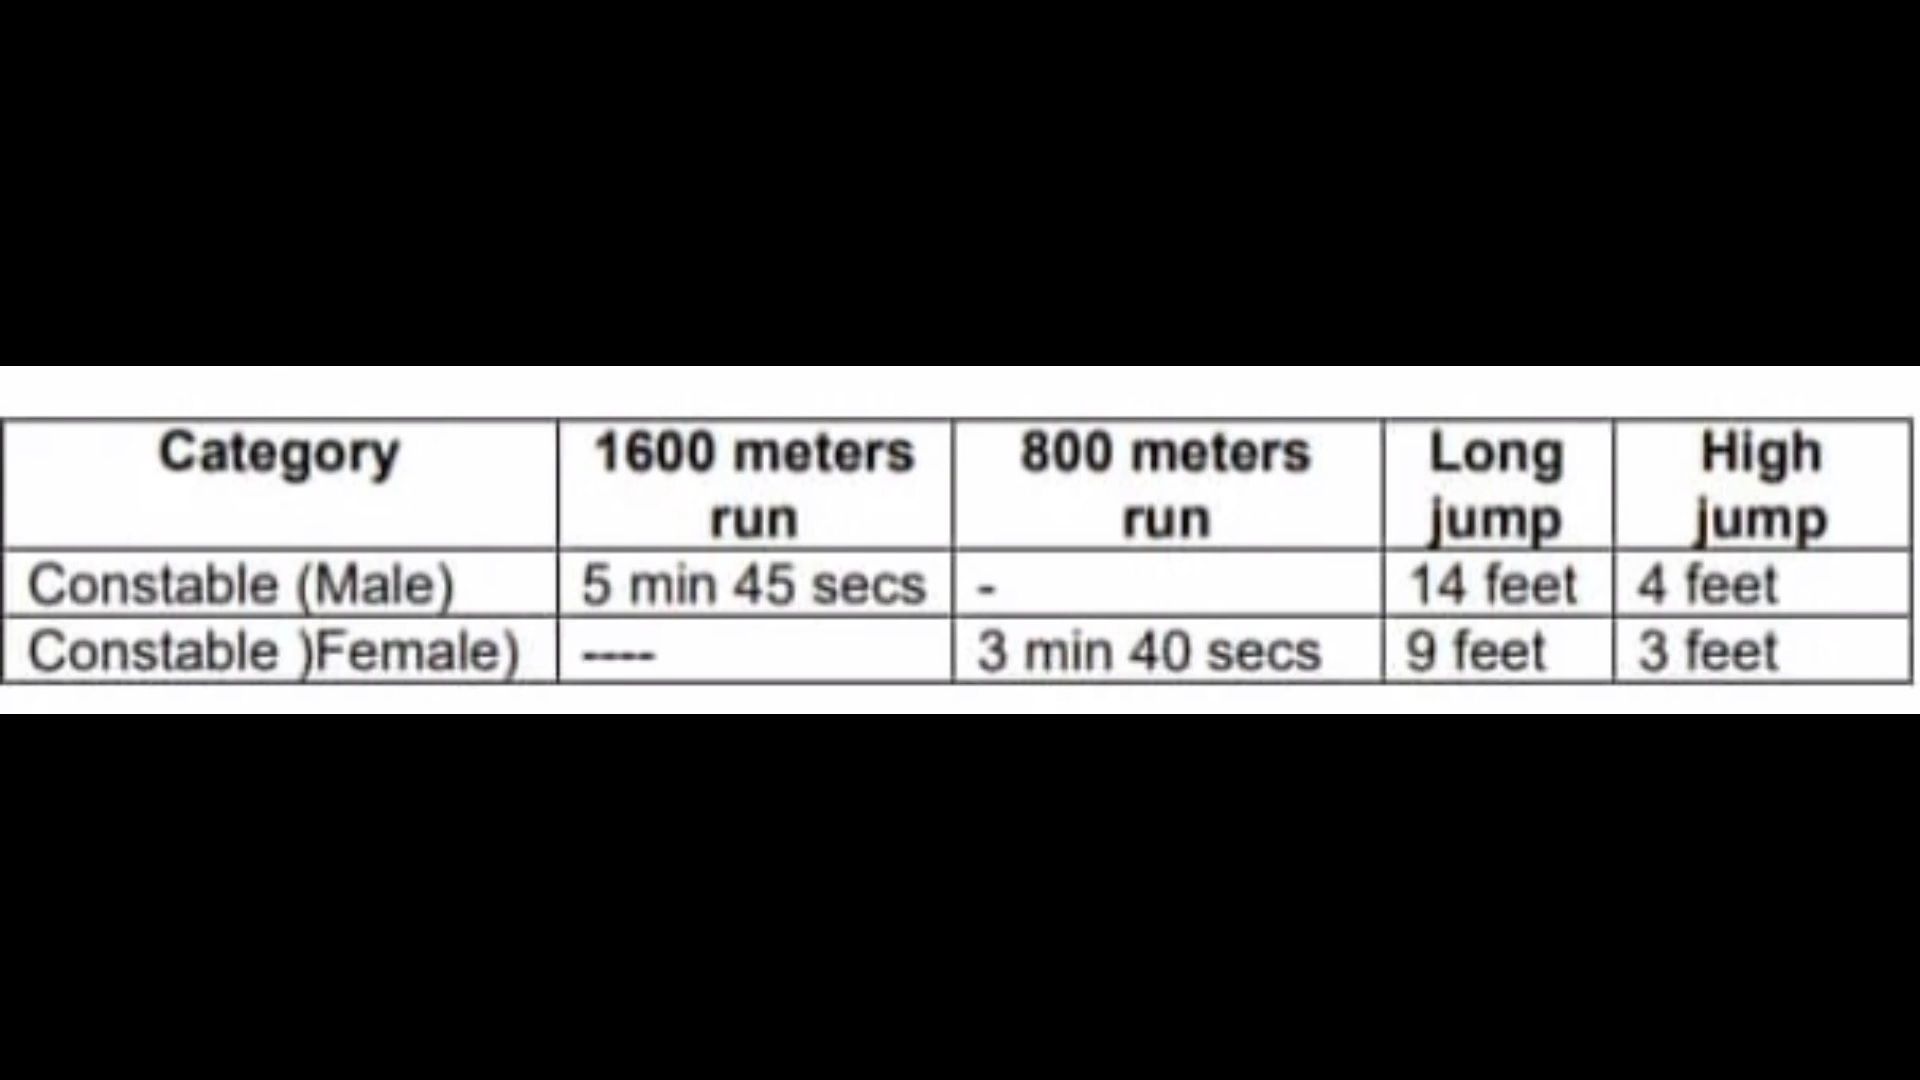 Category 1600 meters run 800 meters run Long jump High jump
Constable (Male) 5 min 45 secs - 14 feet 4 feet
Constable )Female) ---- 3 min 40 secs 9 feet 3 feet